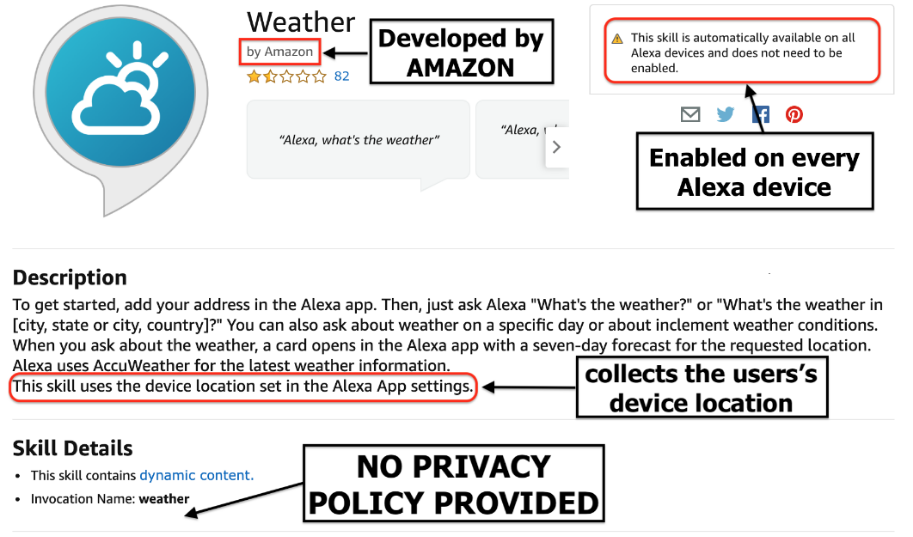 Weather
by Amazon
Developed by
AMAZON
82
“Alexa, what's the weather”
“Alexa,
This skill is automatically available on all
Alexa devices and does not need to be
enabled.
Enabled on every
Alexa device
Description
To get started, add your address in the Alexa app. Then, just ask Alexa "What's the weather?" or "What's the weather in
[city, state or city, country]?" You can also ask about weather on a specific day or about inclement weather conditions.
When you ask about the weather, a card opens in the Alexa app with a seven-day forecast for the requested location.
Alexa uses AccuWeather for the latest weather information.
This skill uses the device location set in the Alexa App settings.
collects the users’s
device location
Skill Details
• This skill contains dynamic content.
• Invocation Name: weather
NO PRIVACY
POLICY PROVIDED